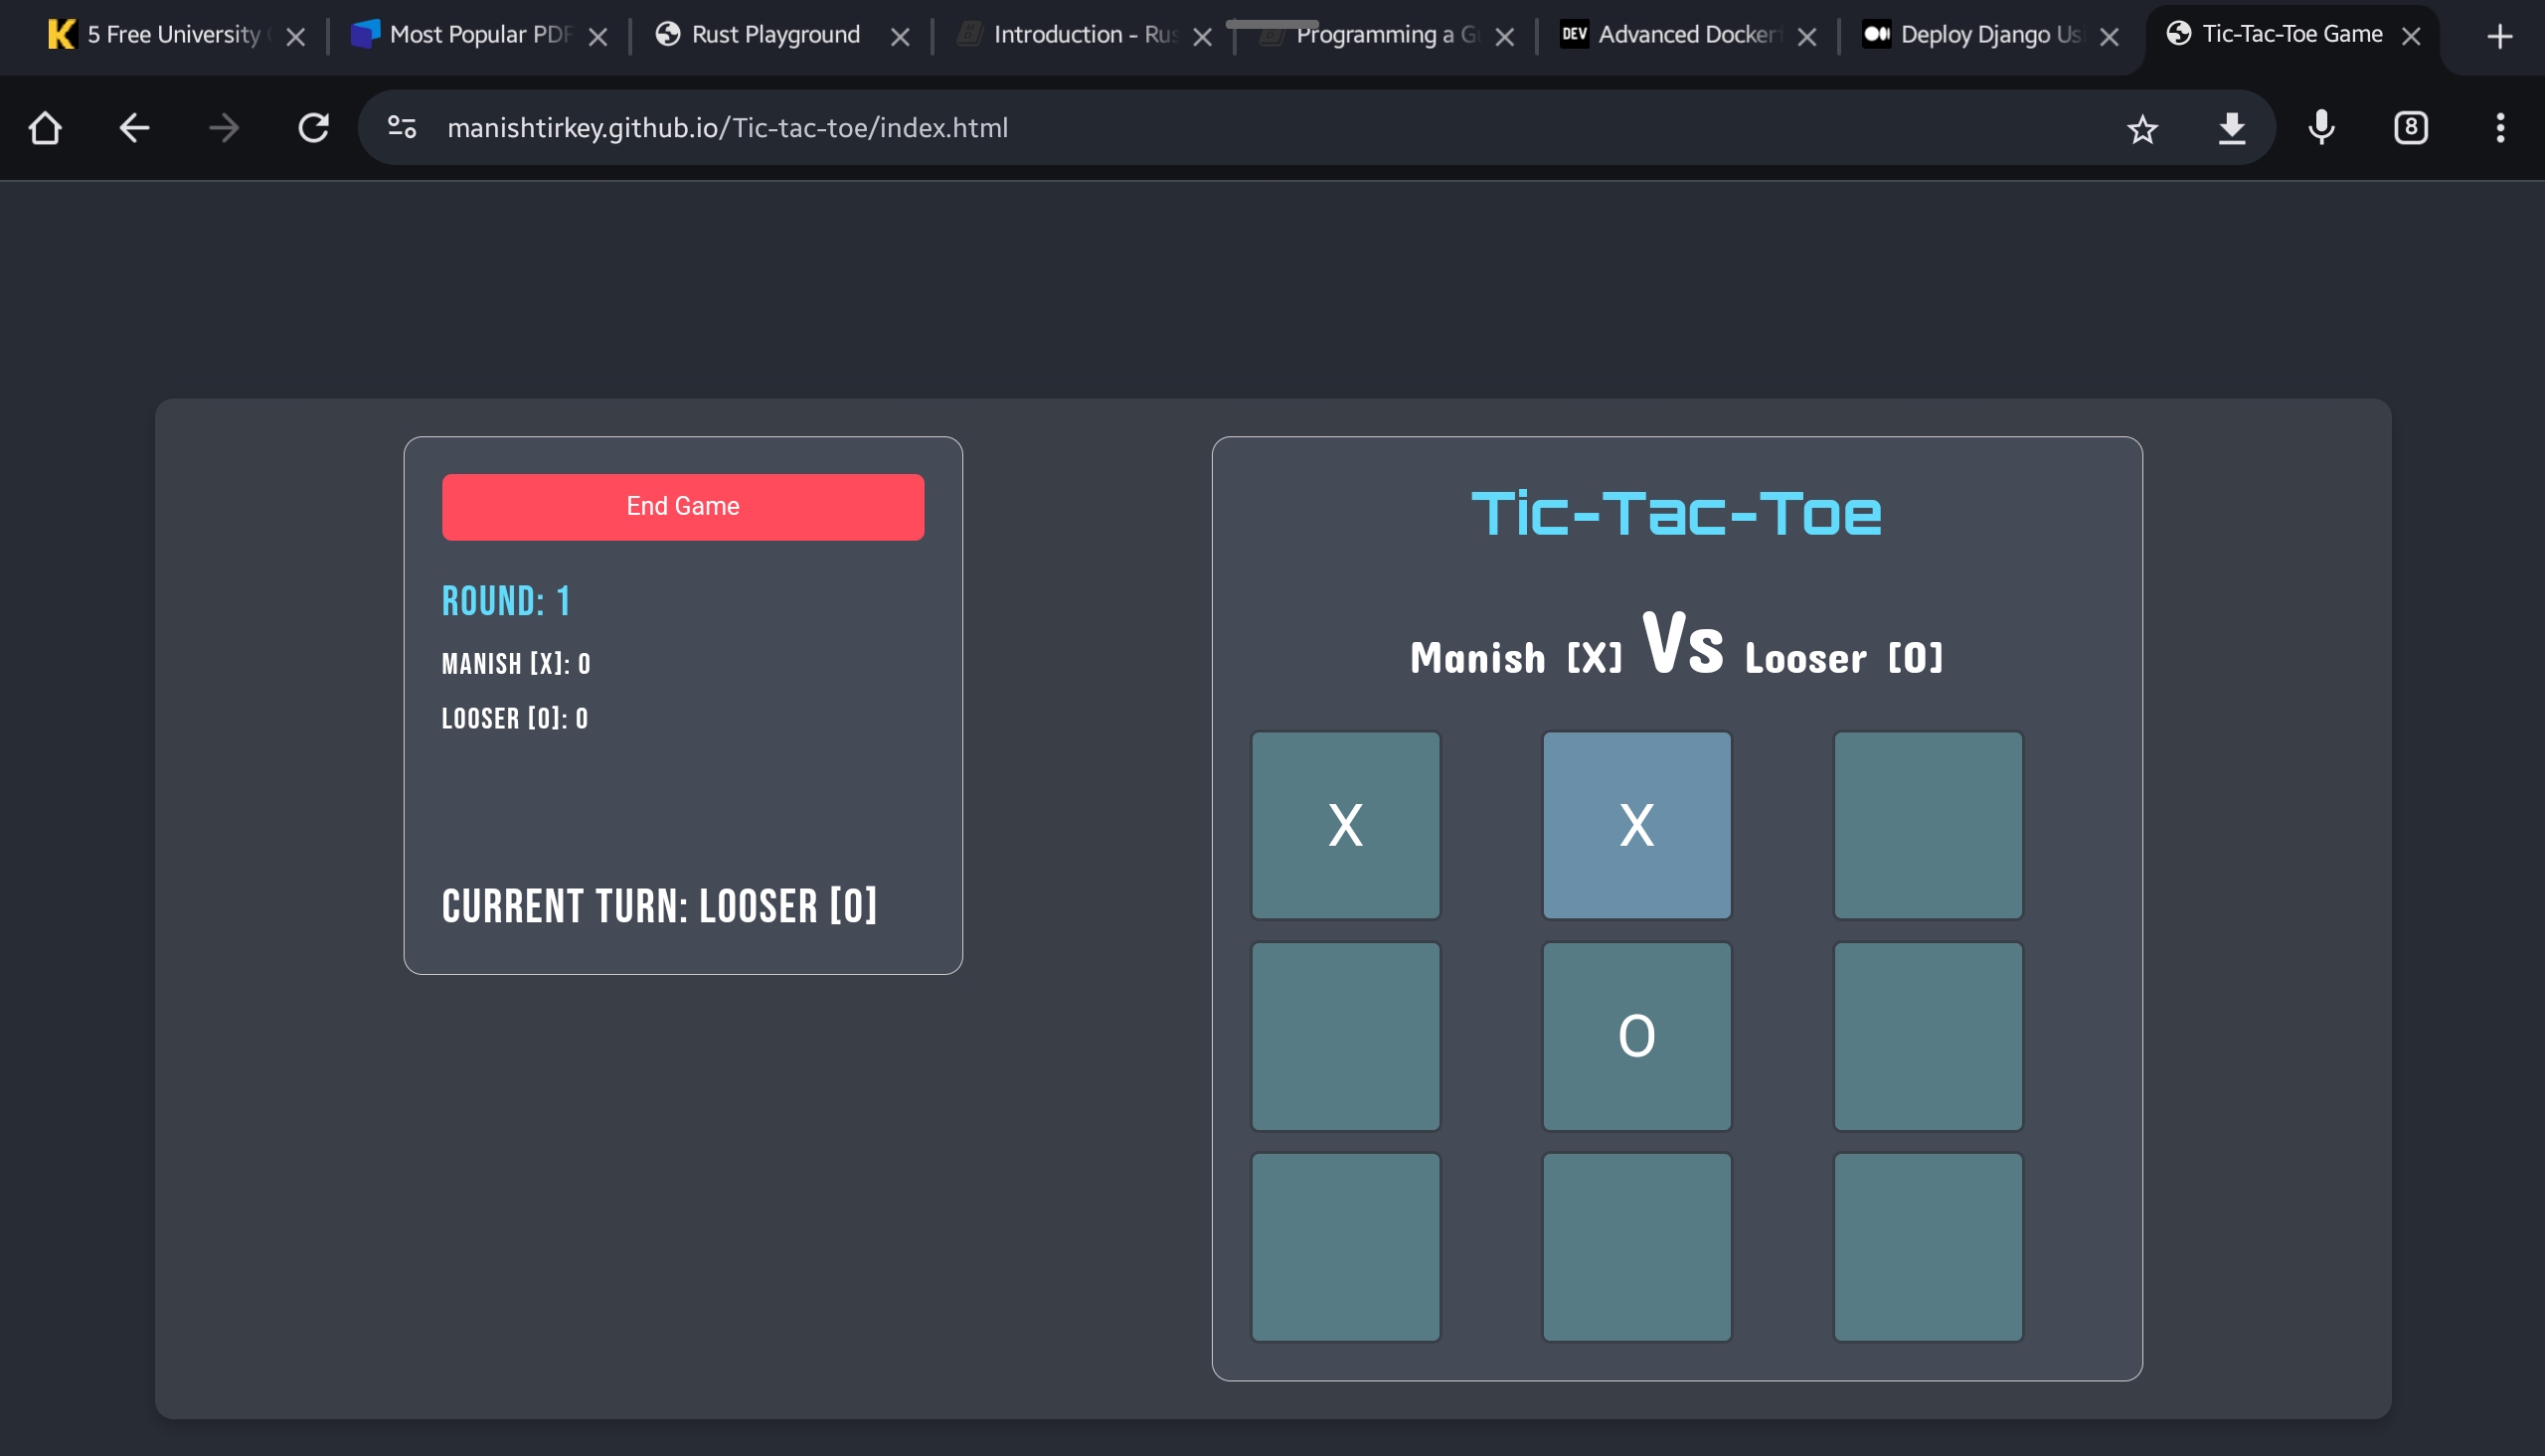 5 Free University
Most Popular PDF
Rust Playground
Introduction - Rus
Programming a G
Advanced Docker
Deploy Django Us
Tic-Tac-Toe Game
manishtirkey.github.io/Tic-tac-toe/index.html
8
End Game
ROUND: 1
MANISH [X]: 0
LOOSER [O]: 0
CURRENT TURN: LOOSER [O]
Tic-Tac-Toe
Manish [X] Vs Looser [O]
X X
O